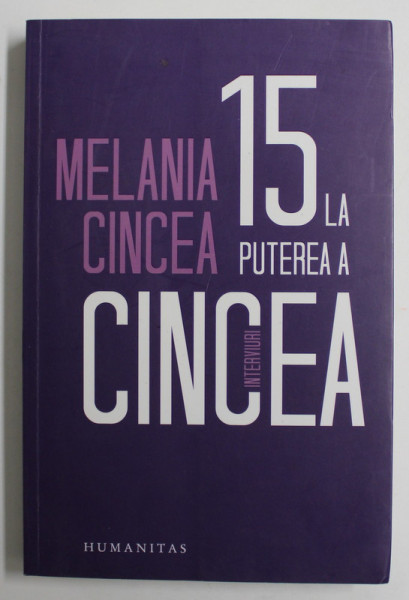 MELANIA
CINCEA
15 LA
PUTEREA A
CINCEA
INTERVIURI
HUMANITAS